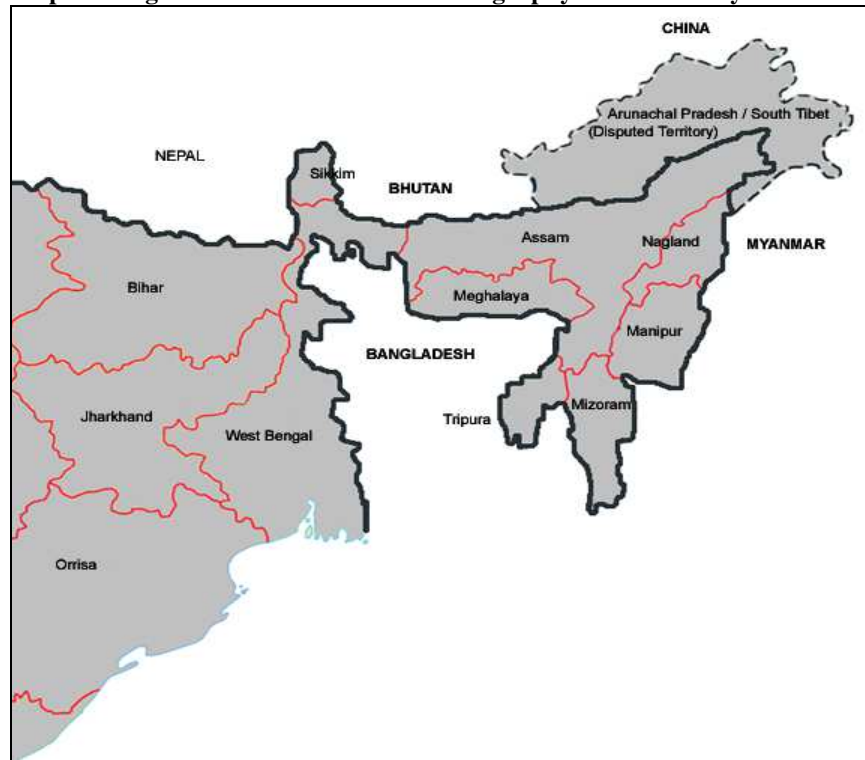 CHINA
Arunachal Pradesh / South Tibet
(Disputed Territory)
NEPAL
Sikkim
BHUTAN
Assam
Nagland
MYANMAR
Bihar
Meghalaya
Manipur
BANGLADESH
Jharkhand
Mizoram
Tripura
West Bengal
Orrisa